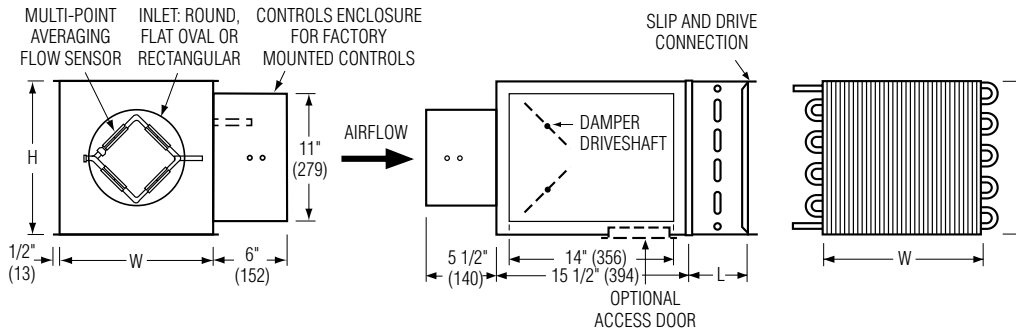 MULTI-POINT
AVERAGING
FLOW SENSOR
INLET: ROUND,
FLAT OVAL OR
RECTANGULAR
CONTROLS ENCLOSURE
FOR FACTORY
MOUNTED CONTROLS
SLIP AND DRIVE
CONNECTION
H
11"
(279)
AIRFLOW
DAMPER
DRIVESHAFT
1/2"
(13)
W
6"
(152)
5 1/2"
(140)
14" (356)
15 1/2" (394)
L
OPTIONAL
ACCESS DOOR
W